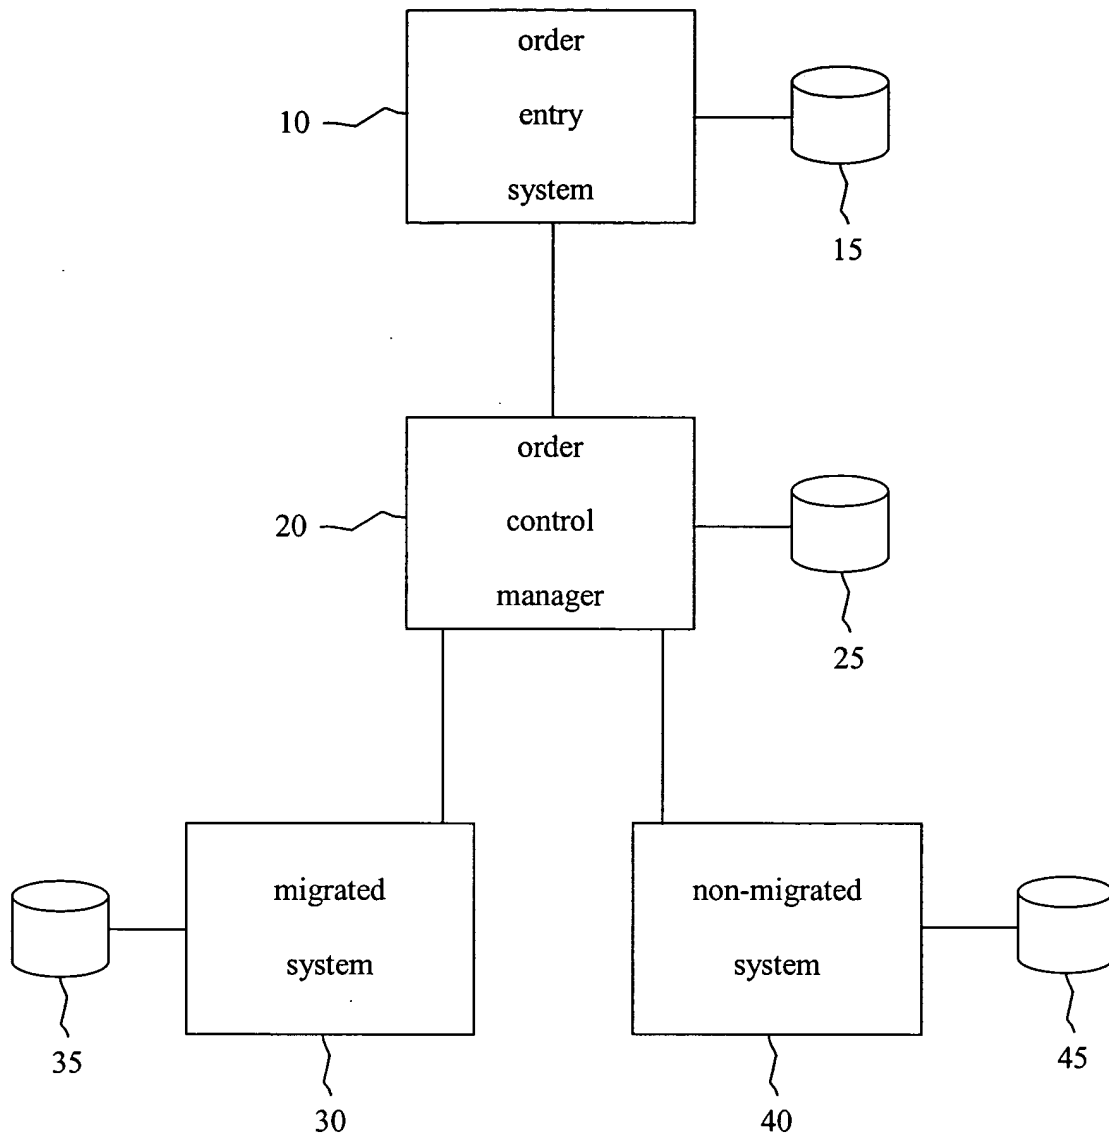 order
entry
system
10
15
order
control
manager
20
25
migrated
system
non-migrated
system
35
30
40
45